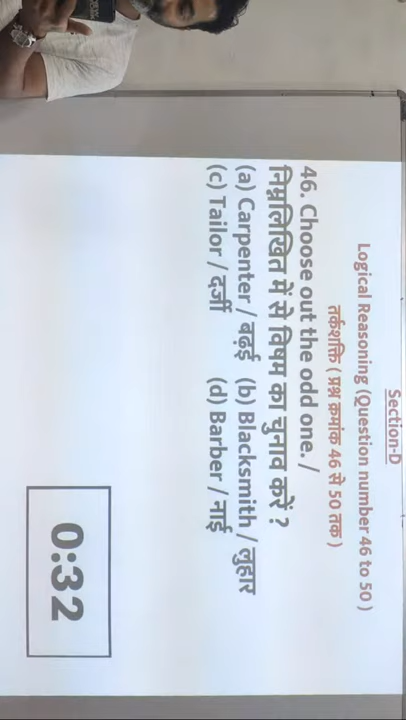 Section-D
Logical Reasoning (Question number 46 to 50 )
तर्कशक्ति ( प्रश्न क्रमांक 46 से 50 तक )
46. Choose out the odd one. /
निम्नलिखित में से विषम का चुनाव करें ?
(a) Carpenter / बढ़ई (b) Blacksmith / लुहार
(c) Tailor / दर्जी (d) Barber / नाई
0:32